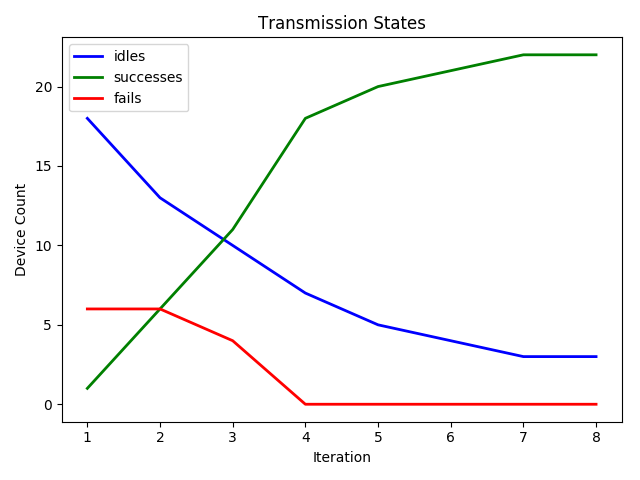 Transmission States
idles
successes
fails
Device Count
20
15
10
5
0
1 2 3 4 5 6 7 8
Iteration